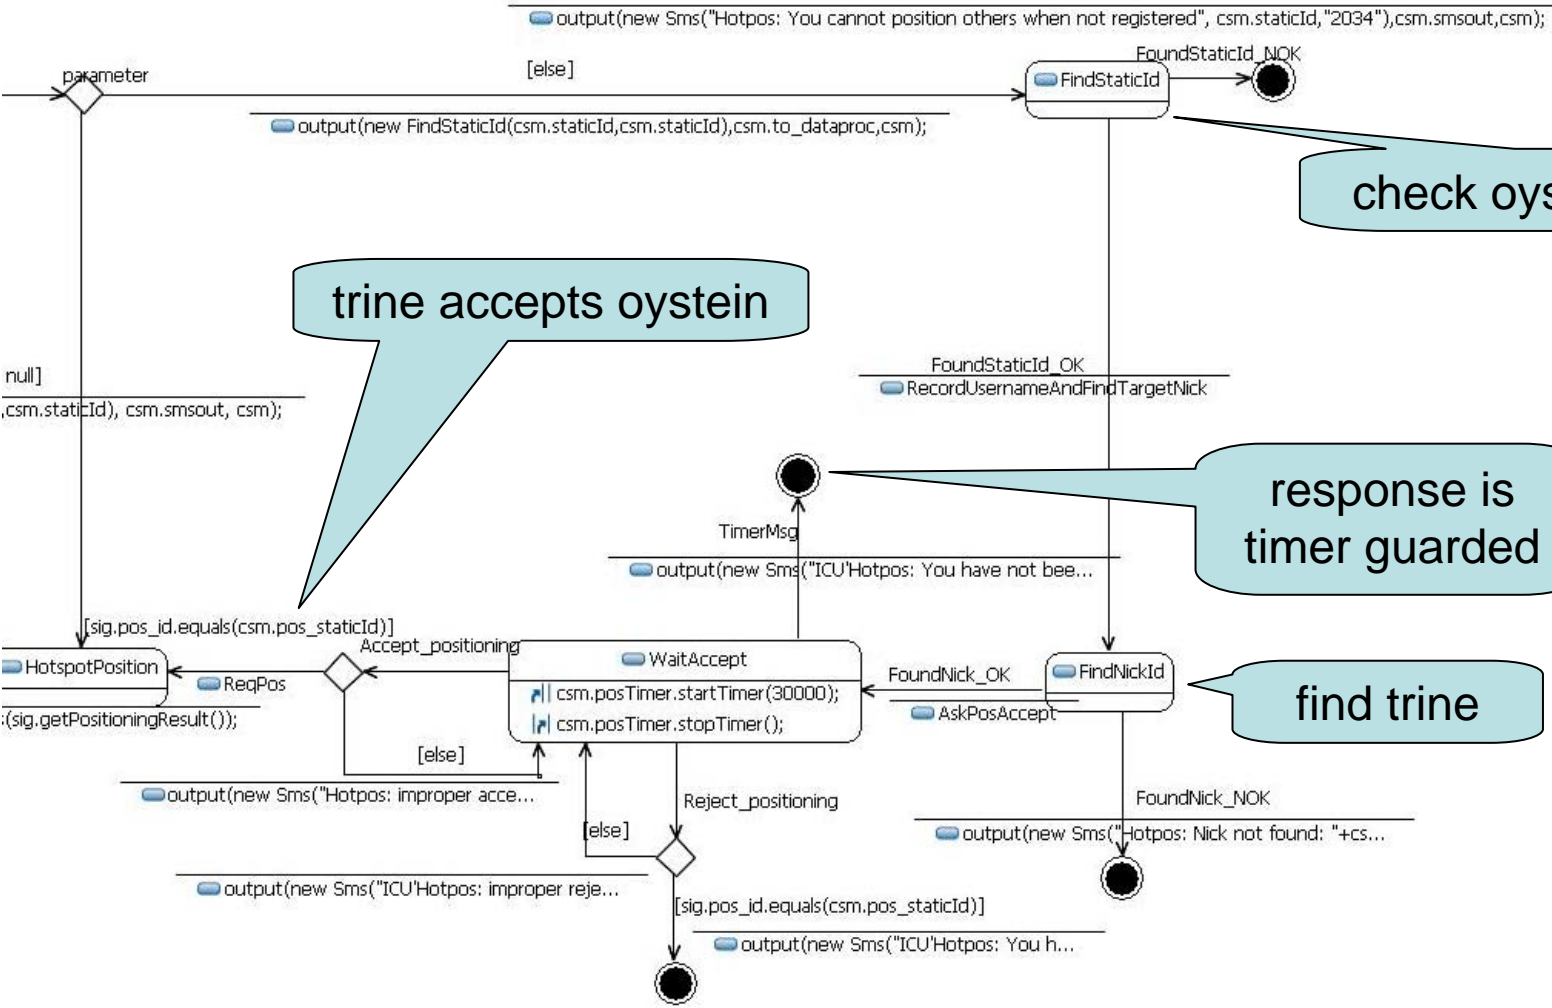 output(new Sms("Hotpos: You cannot position others when not registered", csm.staticId,"2034"),csm.smsout,csm);
FoundStaticId_NOK
parameter
[else]
FindStaticId
output(new FindStaticId(csm.staticId,csm.staticId),csm.to_dataproc,csm);
check oys
trine accepts oystein
FoundStaticId_OK
null]
RecordUsernameAndFindTargetNick
,csm.staticId), csm.smsout, csm);
response is
timer guarded
TimerMsg
output(new Sms("ICU'Hotpos: You have not bee...
[sig.pos_id.equals(csm.pos_staticId)]
Accept_positioning
HotspotPosition
ReqPos
WaitAccept
csm.posTimer.startTimer(30000);
csm.posTimer.stopTimer();
FoundNick_OK
AskPosAccept
FindNickId
find trine
(sig.getPositioningResult());
[else]
output(new Sms("Hotpos: improper acce...
Reject_positioning
FoundNick_NOK
[else]
output(new Sms("Hotpos: Nick not found: "+cs...
output(new Sms("ICU'Hotpos: improper reje...
[sig.pos_id.equals(csm.pos_staticId)]
output(new Sms("ICU'Hotpos: You h...